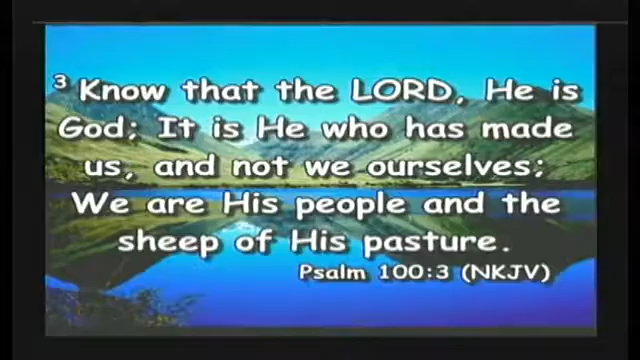 3 Know that the LORD, He is
God; It is He who has made
us, and not we ourselves;
We are His people and the
sheep of His pasture.
Psalm 100:3 (NKJV)